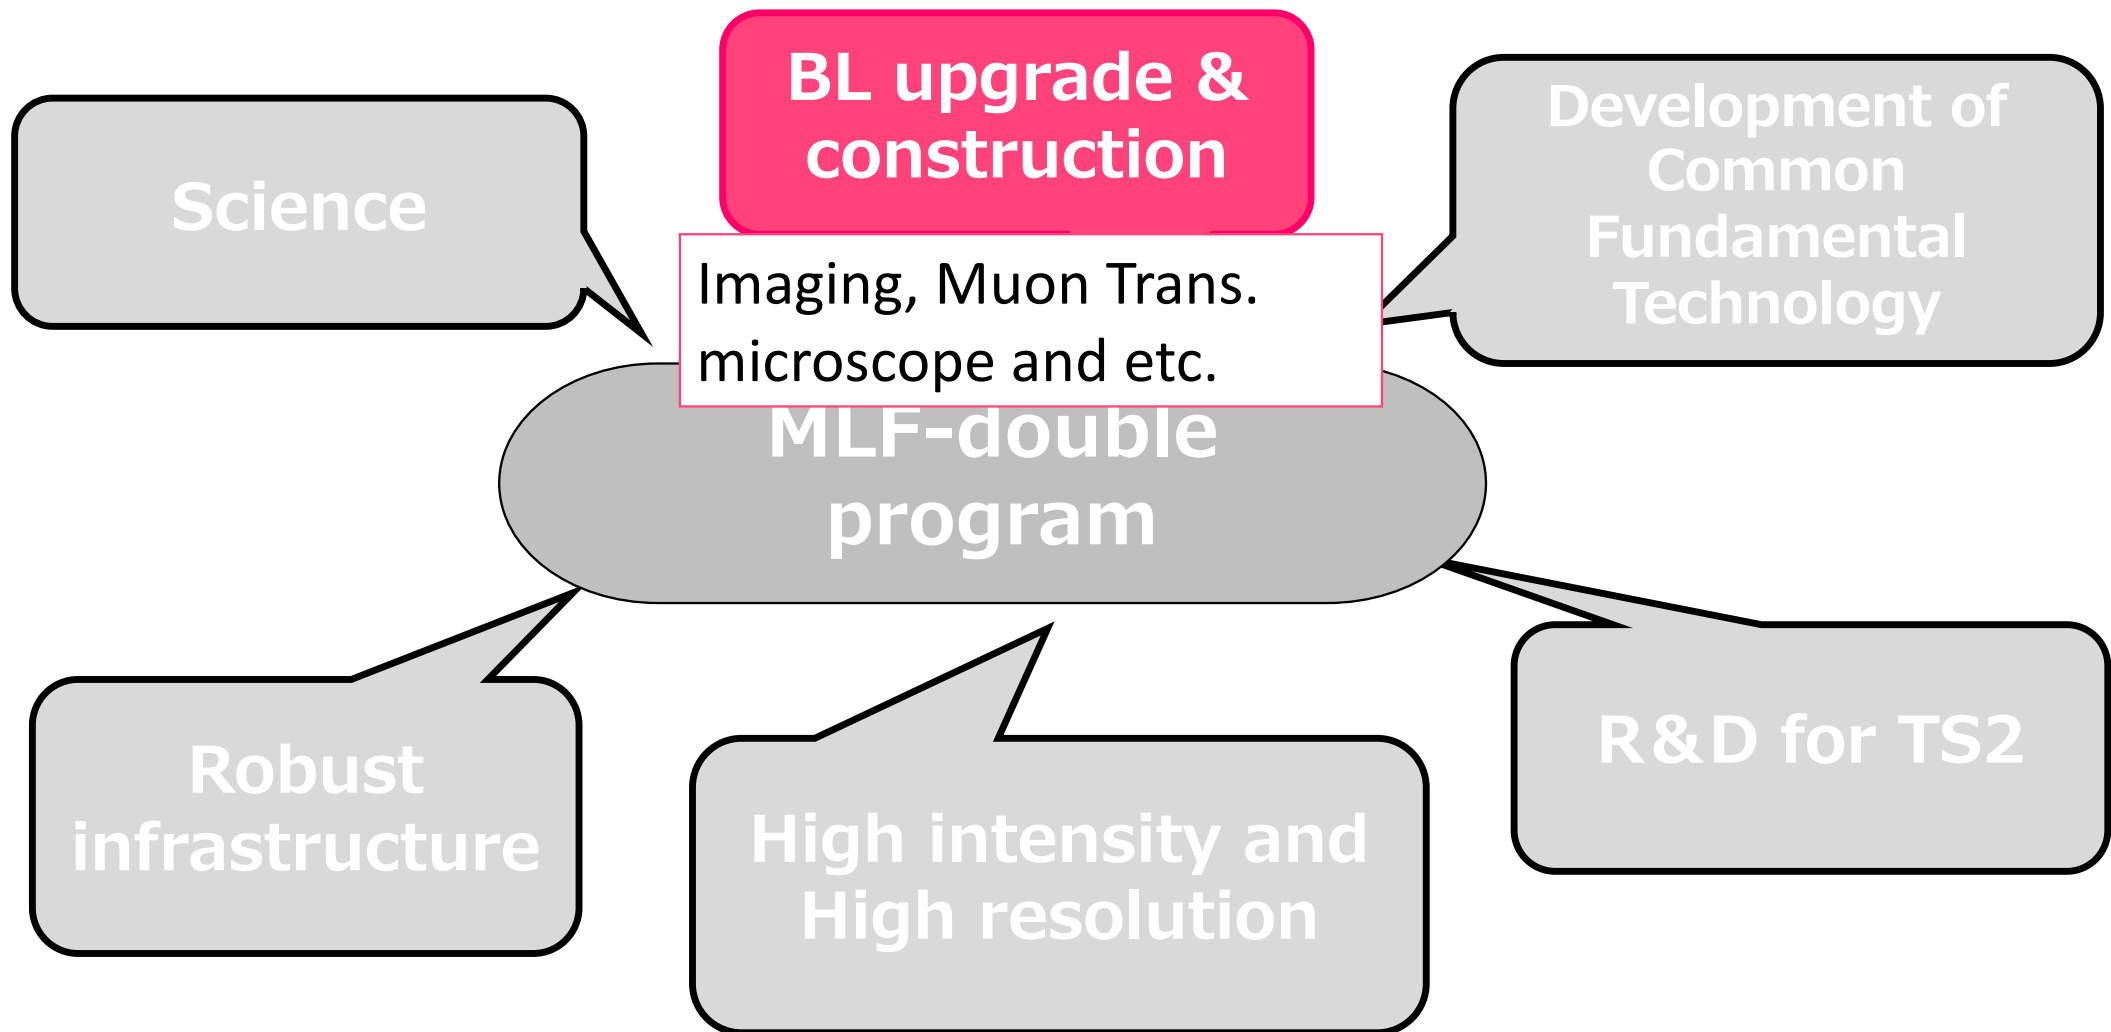 BL upgrade &
construction
Science
Development of
Common
Fundamental
Technology
Imaging, Muon Trans.
microscope and etc.
MLF-double
program
Robust
infrastructure
High intensity and
High resolution
R&D for TS2